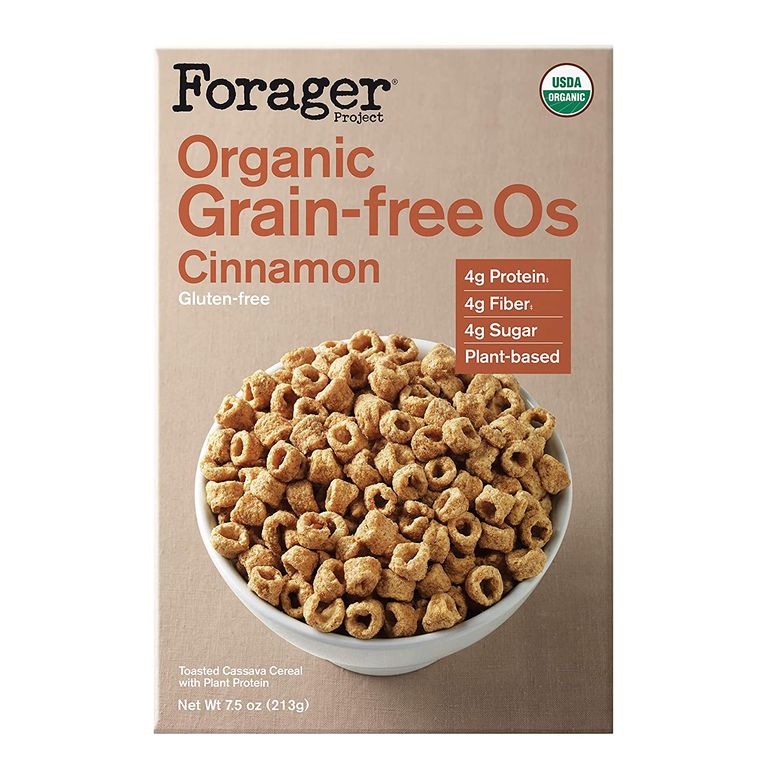 Forager®
Project
USDA
ORGANIC
Organic
Grain-free Os
Cinnamon
Gluten-free
4g Protein
4g Fiber
4g Sugar
Plant-based
Toasted Cassava Cereal
with Plant Protein
Net Wt 7.5 oz (213g)